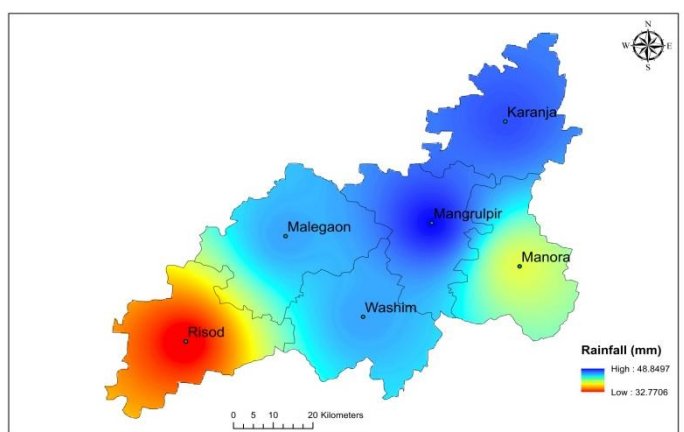 N
W E
S
Karanja
Mangrulpir
Malegaon
Manora
Washim
Risod
Rainfall (mm)
High : 48.8497
Low : 32.7706
0 5 10 20 Kilometers